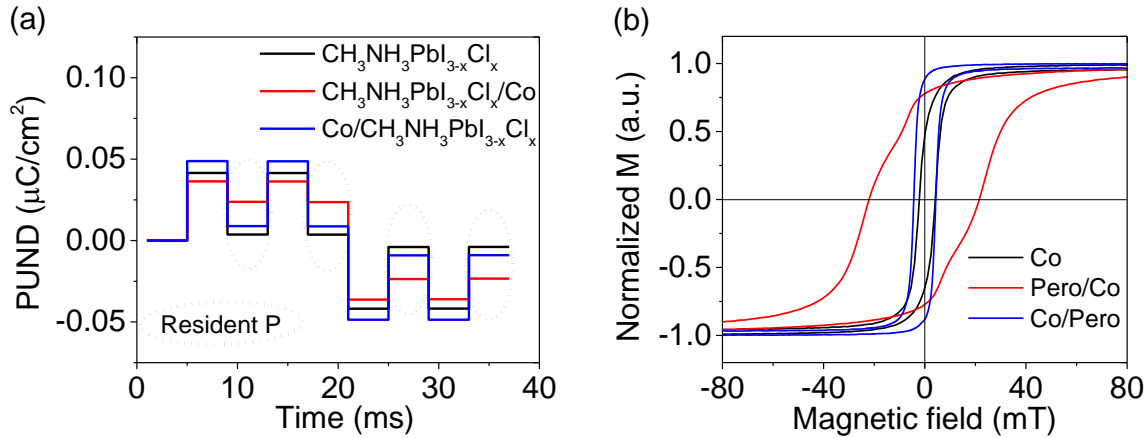 (a)
CH₃NH₃PbI₃₋ₓClₓ
CH₃NH₃PbI₃₋ₓClₓ/Co
Co/CH₃NH₃PbI₃₋ₓClₓ
PUND (μC/cm²)
0.10
0.05
0.00
-0.05
Resident P
0
10
20
30
40
Time (ms)
(b)
Normalized M (a.u.)
1.0
0.5
0.0
-0.5
-1.0
Co
Pero/Co
Co/Pero
-80
-40
0
40
80
Magnetic field (mT)